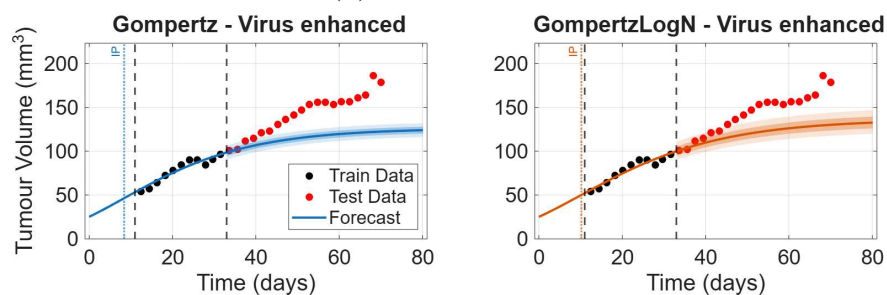 Gompertz - Virus enhanced
Tumour Volume (mm³)
200
150
100
50
0
IP
Train Data
Test Data
Forecast
0 20 40 60 80
Time (days)
GompertzLogN - Virus enhanced
200
150
100
50
0
IP
0 20 40 60 80
Time (days)